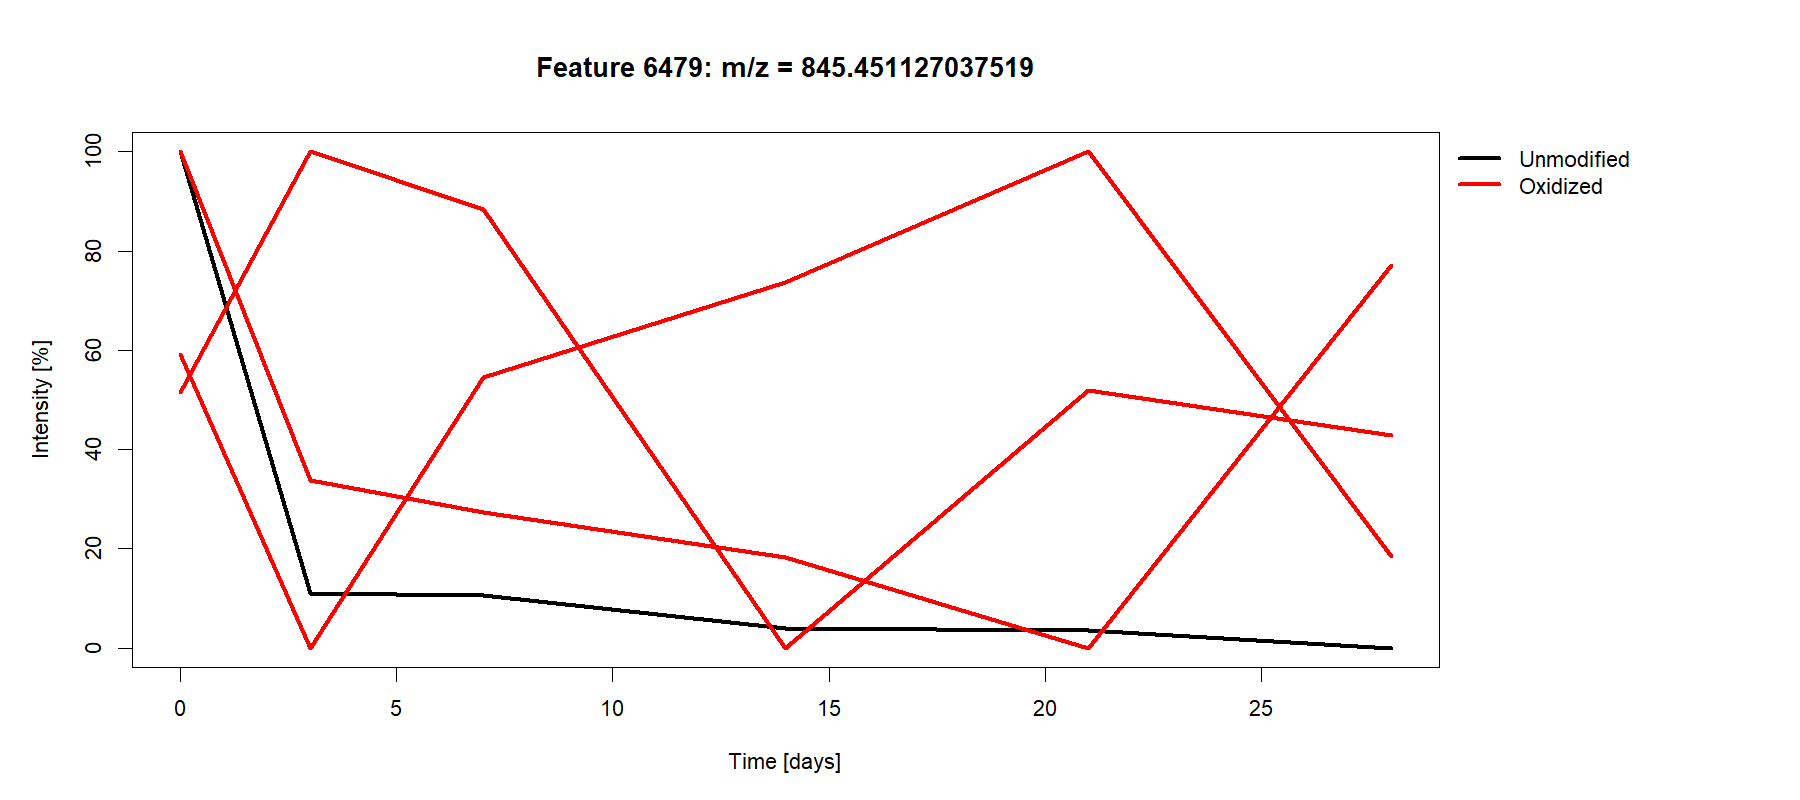 Feature 6479: m/z = 845.451127037519
Unmodified
Oxidized
Intensity [%]
100
80
60
40
20
0
0 5 10 15 20 25
Time [days]